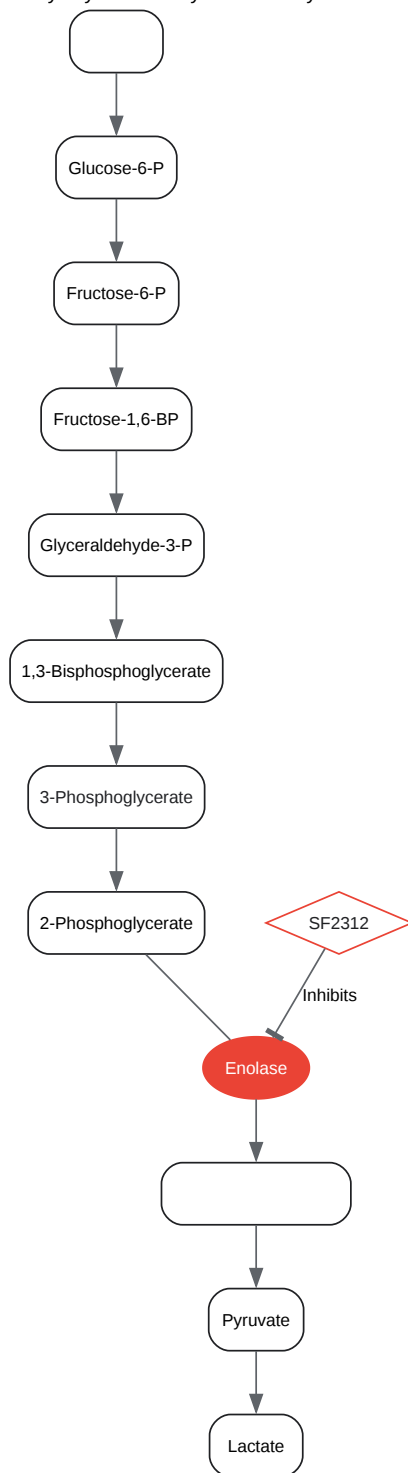 Glucose-6-P
Fructose-6-P
Fructose-1,6-BP
Glyceraldehyde-3-P
1,3-Bisphosphoglycerate
3-Phosphoglycerate
2-Phosphoglycerate
SF2312
Inhibits
Enolase
Pyruvate
Lactate